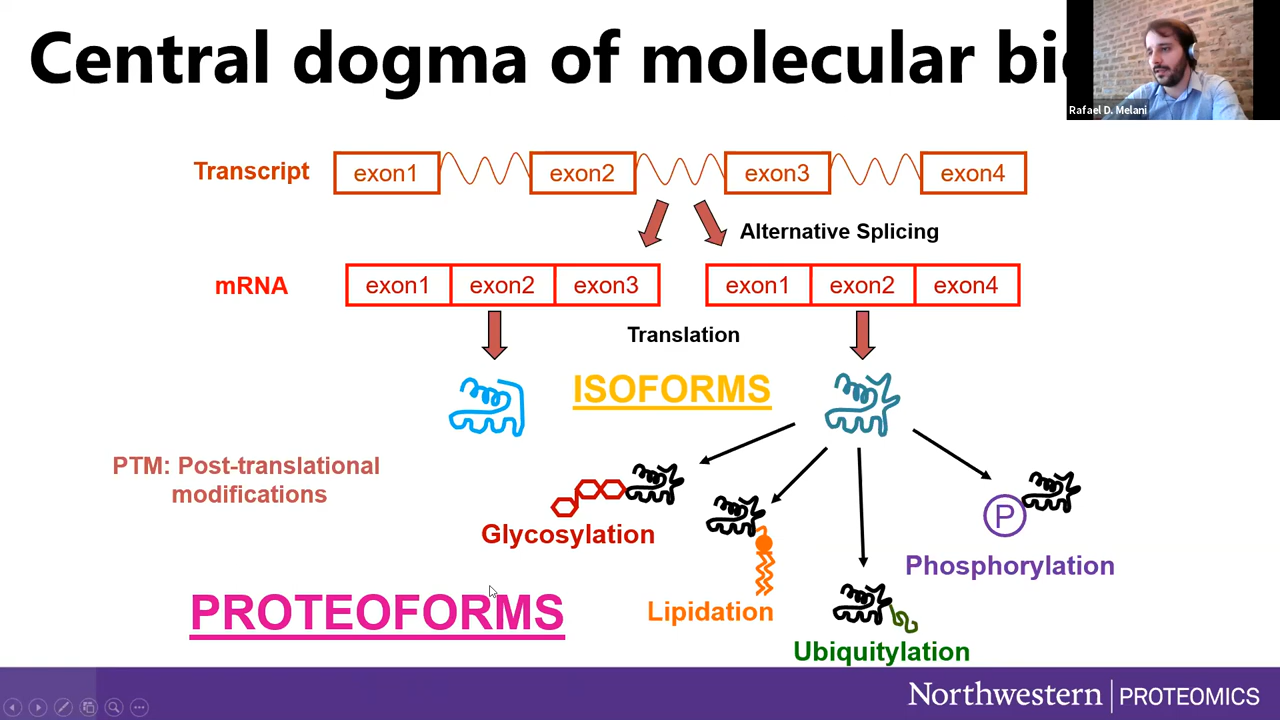 Central dogma of molecular bio
Rafael D. Melani
Transcript
exon1
exon2
exon3
exon4
Alternative Splicing
mRNA
exon1
exon2
exon3
exon1
exon2
exon4
Translation
ISOFORMS
PTM: Post-translational
modifications
Glycosylation
P
Phosphorylation
PROTEOFORMS
Lipidation
Ubiquitylation
Northwestern | PROTEOMICS